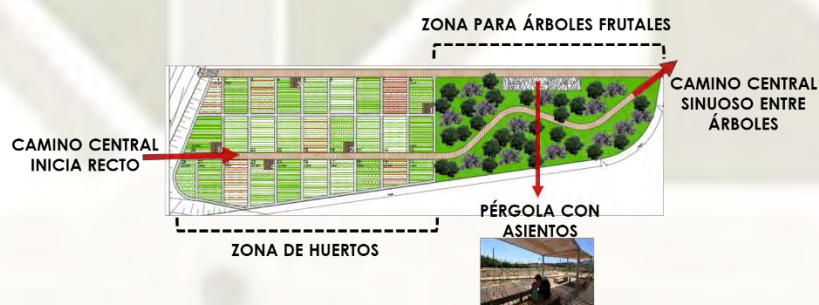 ZONA PARA ÁRBOLES FRUTALES
CAMINO CENTRAL
SINUOSO ENTRE
ÁRBOLES
CAMINO CENTRAL
INICIA RECTO
PÉRGOLA CON
ASIENTOS
ZONA DE HUERTOS